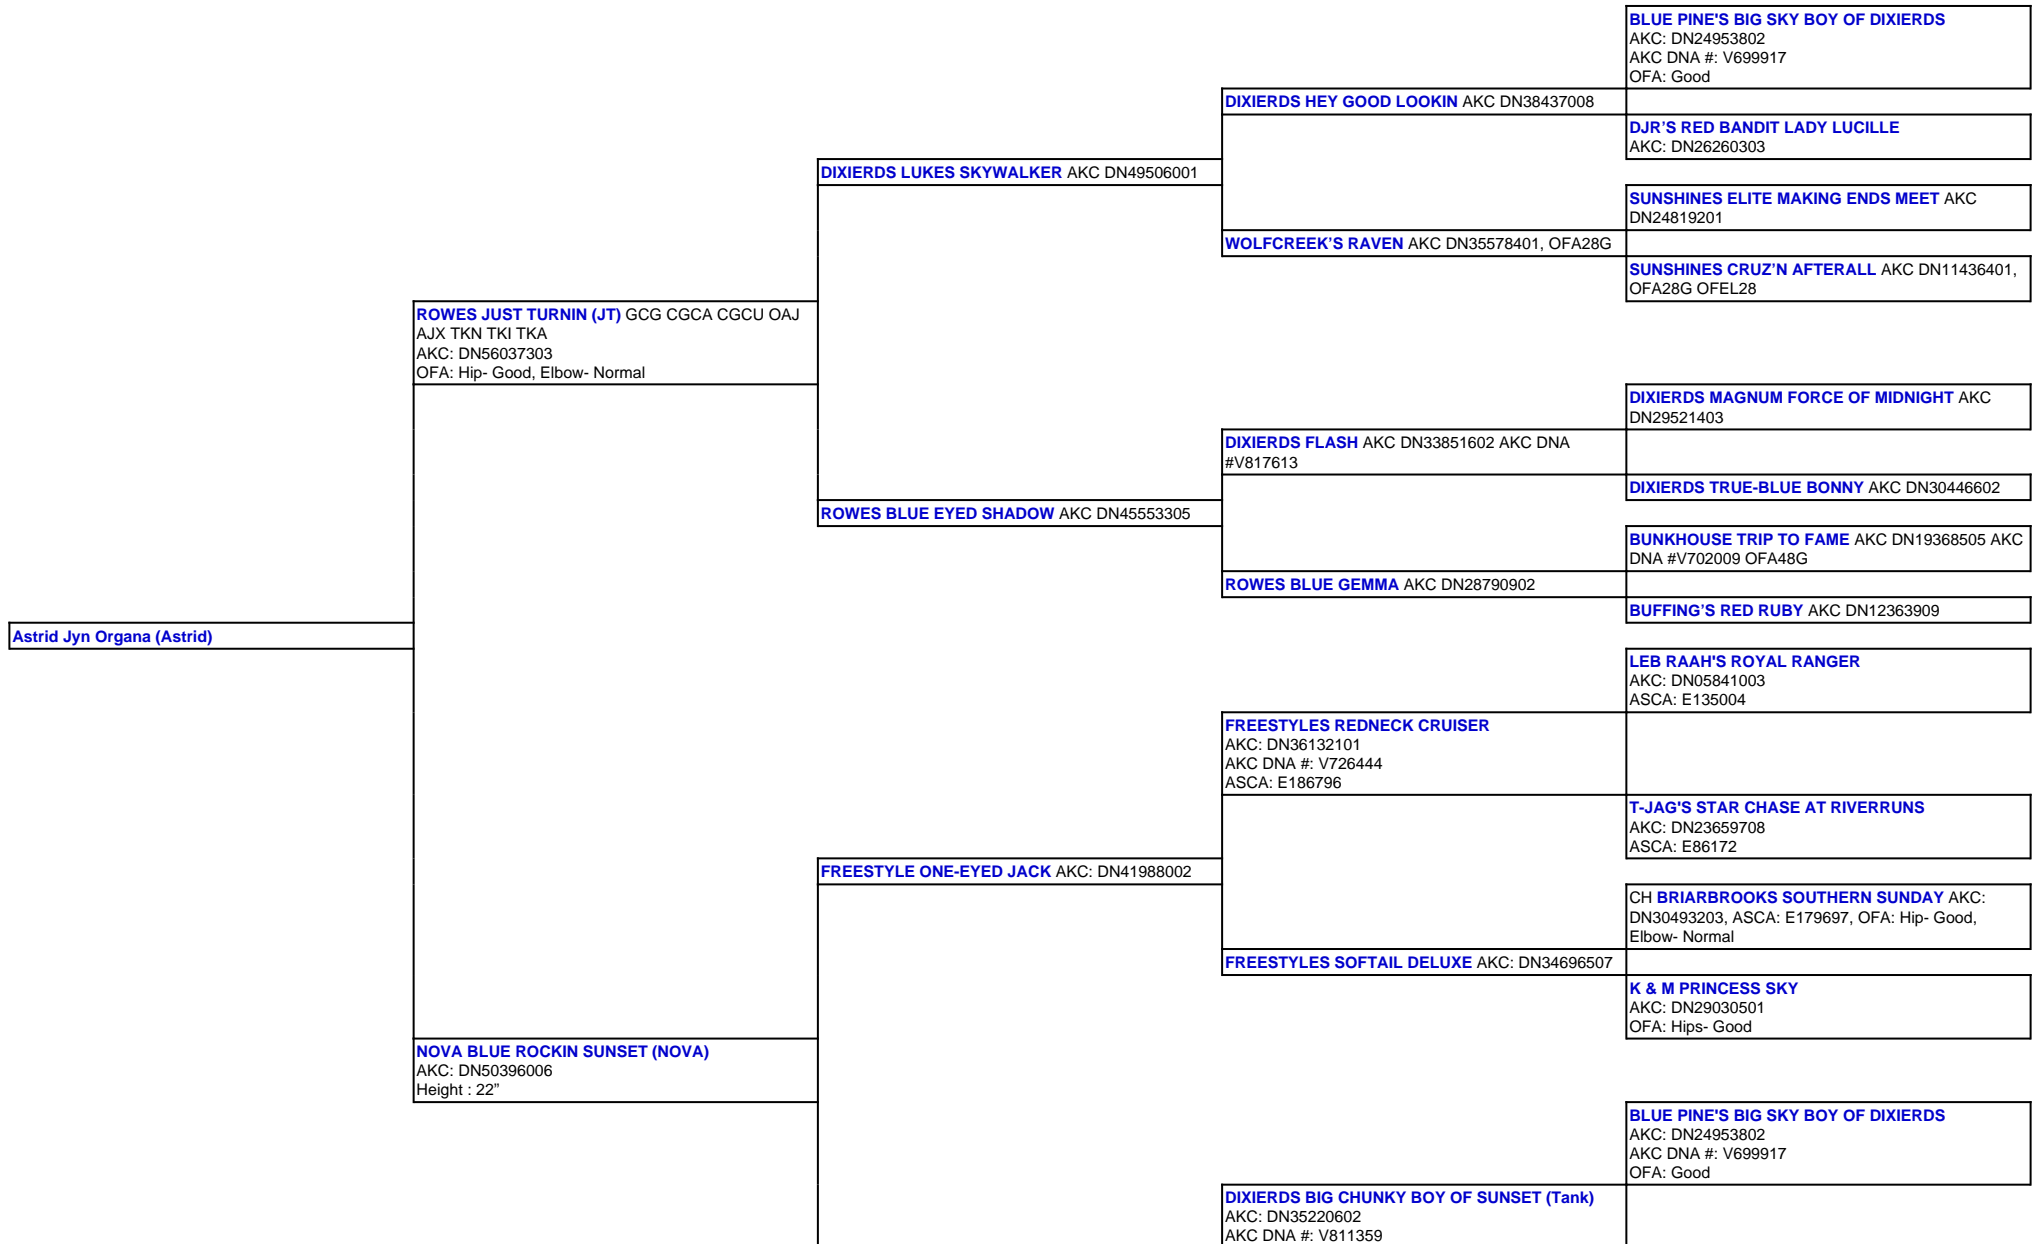 BLUE PINE'S BIG SKY BOY OF DIXIERDS
AKC: DN24953802
AKC DNA #: V699917
OFA: Good
DIXIERDS HEY GOOD LOOKIN AKC DN38437008
DJR’S RED BANDIT LADY LUCILLE
AKC: DN26260303
DIXIERDS LUKES SKYWALKER AKC DN49506001
SUNSHINES ELITE MAKING ENDS MEET AKC
DN24819201
WOLFCREEK’S RAVEN AKC DN35578401, OFA28G
SUNSHINES CRUZ’N AFTERALL AKC DN11436401,
OFA28G OFEL28
ROWES JUST TURNIN (JT) GCG CGCA CGCU OAJ
AJX TKN TKI TKA
AKC: DN56037303
OFA: Hip- Good, Elbow- Normal
DIXIERDS MAGNUM FORCE OF MIDNIGHT AKC
DN29521403
DIXIERDS FLASH AKC DN33851602 AKC DNA
#V817613
DIXIERDS TRUE-BLUE BONNY AKC DN30446602
ROWES BLUE EYED SHADOW AKC DN45553305
BUNKHOUSE TRIP TO FAME AKC DN19368505 AKC
DNA #V702009 OFA48G
ROWES BLUE GEMMA AKC DN28790902
BUFFING’S RED RUBY AKC DN12363909
Astrid Jyn Organa (Astrid)
LEB RAAH'S ROYAL RANGER
AKC: DN05841003
ASCA: E135004
FREESTYLES REDNECK CRUISER
AKC: DN36132101
AKC DNA #: V726444
ASCA: E186796
T-JAG'S STAR CHASE AT RIVERRUNS
AKC: DN23659708
ASCA: E86172
FREESTYLE ONE-EYED JACK AKC: DN41988002
CH BRIARBROOKS SOUTHERN SUNDAY AKC:
DN30493203, ASCA: E179697, OFA: Hip- Good,
Elbow- Normal
FREESTYLES SOFTAIL DELUXE AKC: DN34696507
K & M PRINCESS SKY
AKC: DN29030501
OFA: Hips- Good
NOVA BLUE ROCKIN SUNSET (NOVA)
AKC: DN50396006
Height : 22”
BLUE PINE'S BIG SKY BOY OF DIXIERDS
AKC: DN24953802
AKC DNA #: V699917
OFA: Good
DIXIERDS BIG CHUNKY BOY OF SUNSET (Tank)
AKC: DN35220602
AKC DNA #: V811359